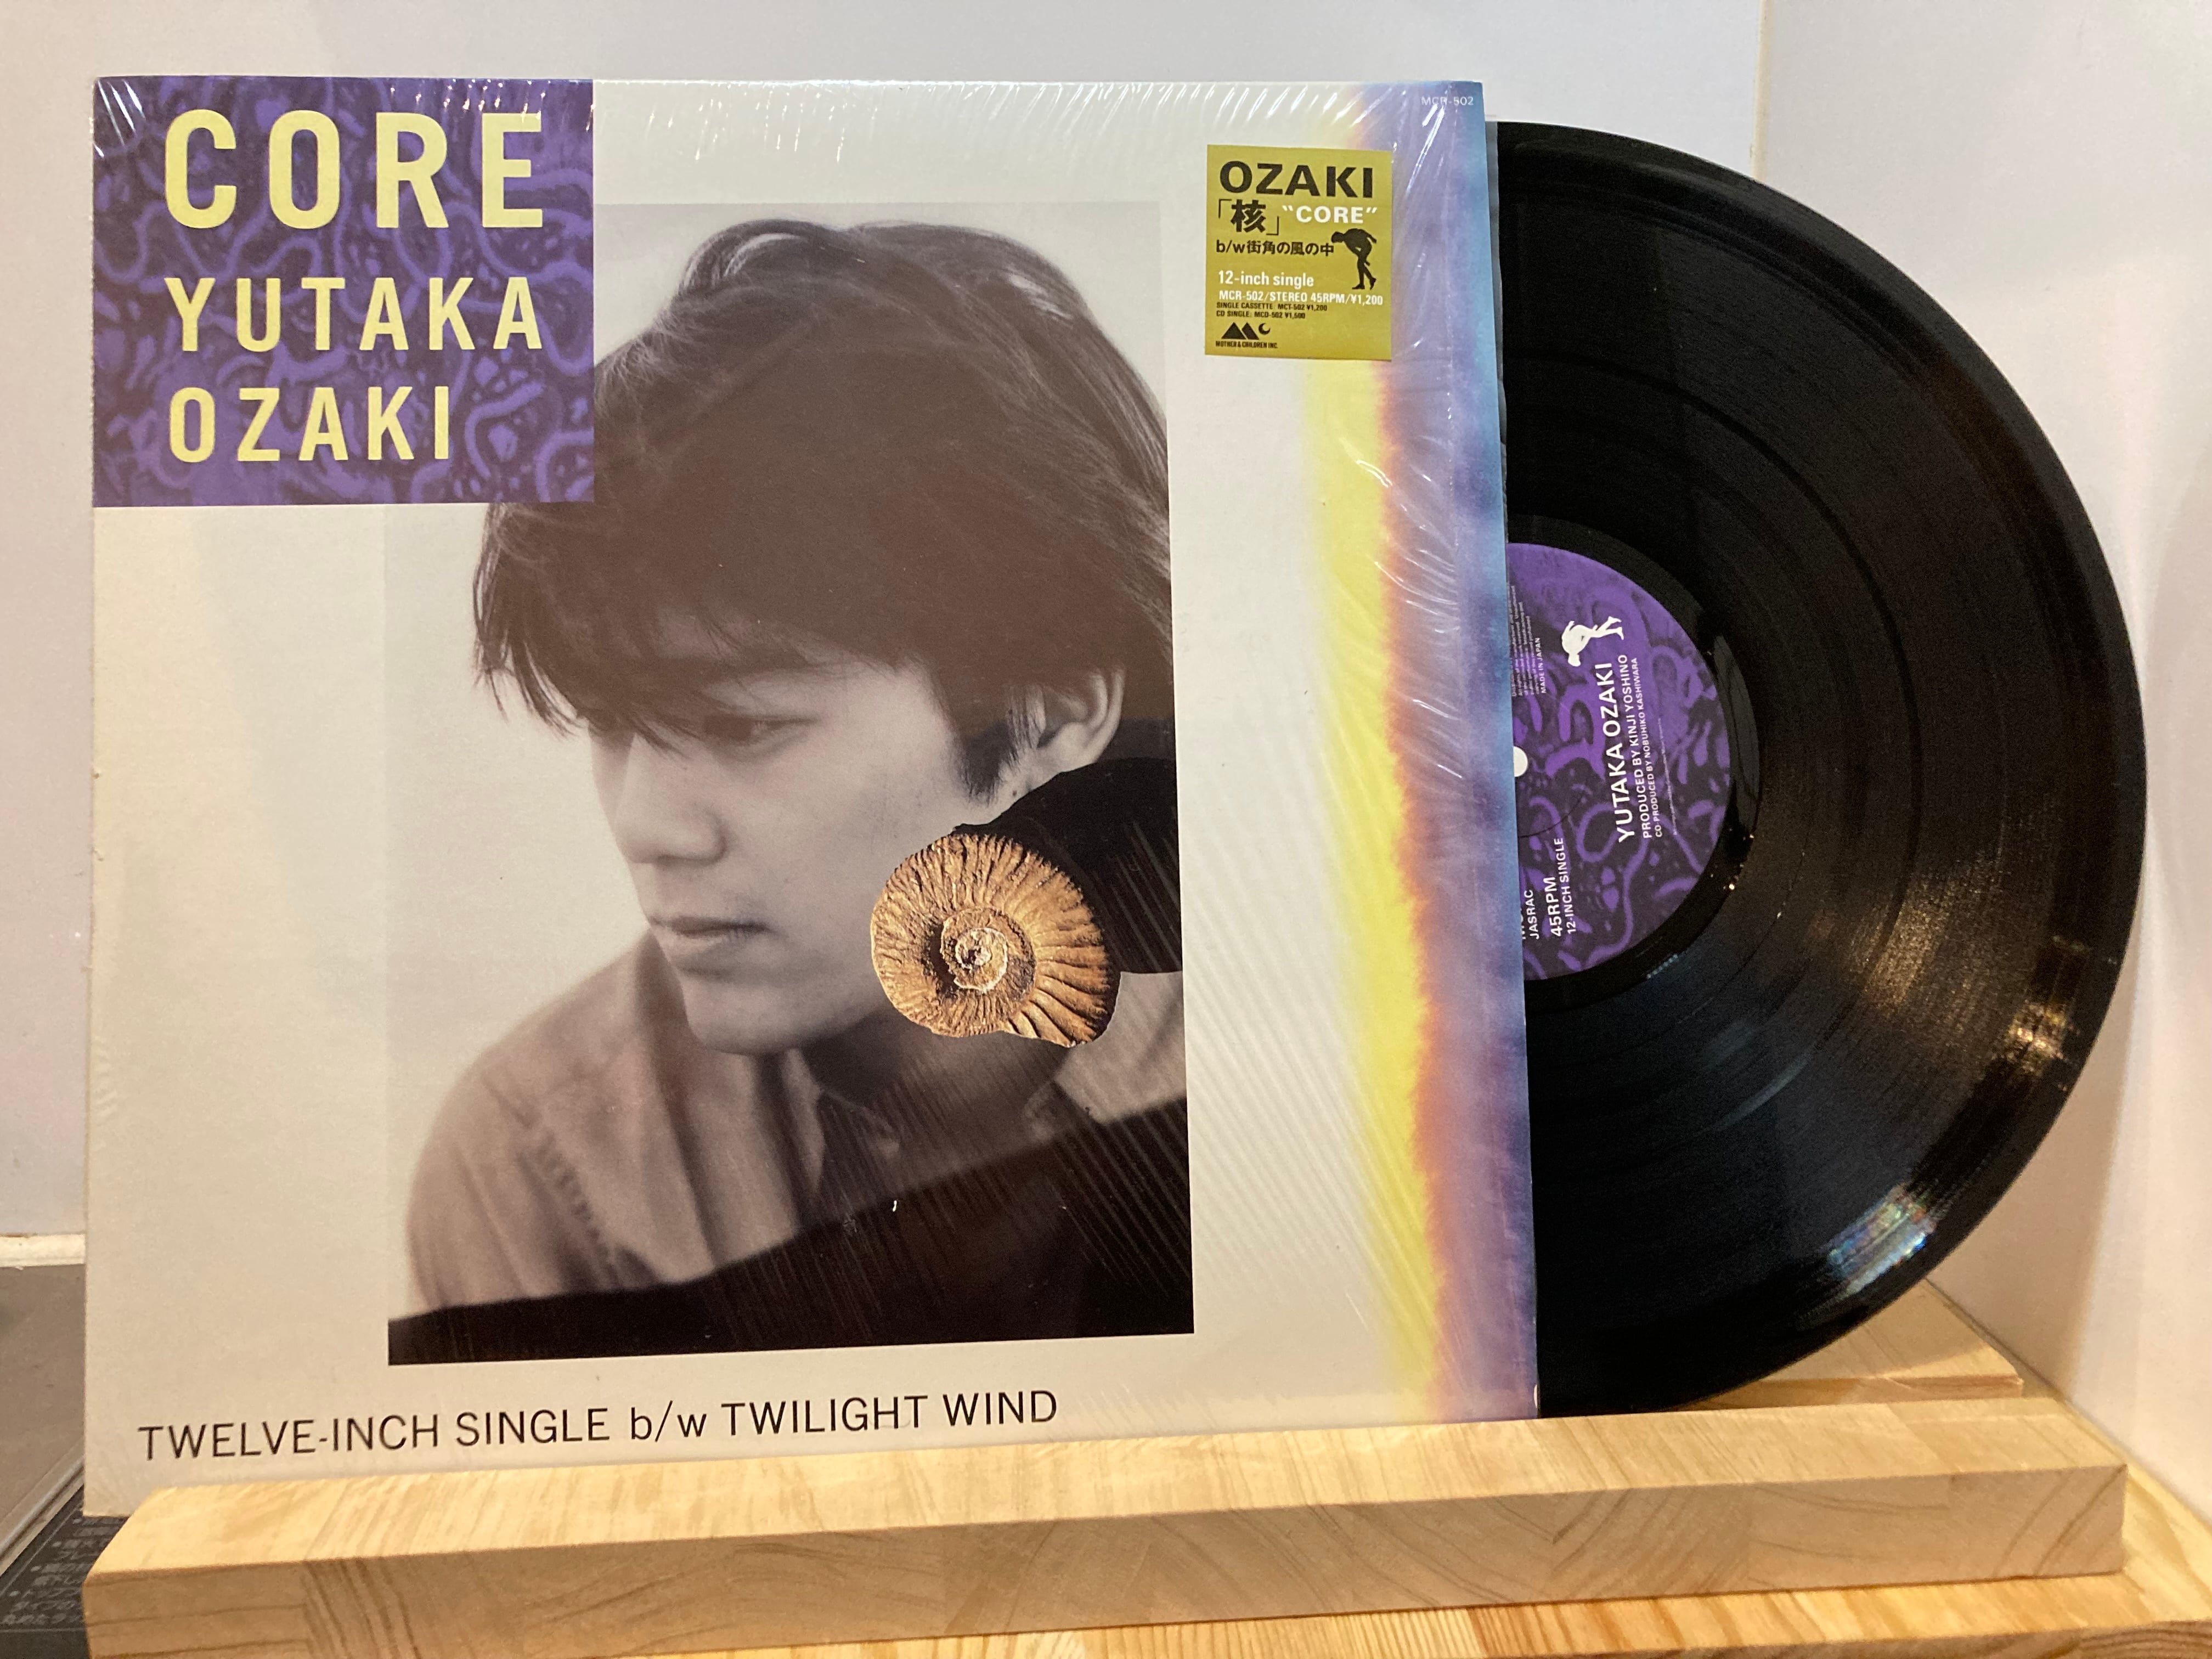 CORE
YUTAKA
OZAKI
MCR-502
OZAKI
「核」 "CORE"
b/w街角の風の中
12-inch single
MCR-502/STEREO 45RPM/¥1,200
SINGLE CASSETTE: MCT-502 ¥1,200
CD SINGLE: MCD-502 ¥1,500
MOTHER & CHILDREN INC.
YUTAKA OZAKI
PRODUCED BY KINJI YOSHINO
CO-PRODUCED BY NOBUHIKO KASHIWARA
MADE IN JAPAN
JASRAC
45RPM
12-INCH SINGLE
TWELVE-INCH SINGLE b/w TWILIGHT WIND